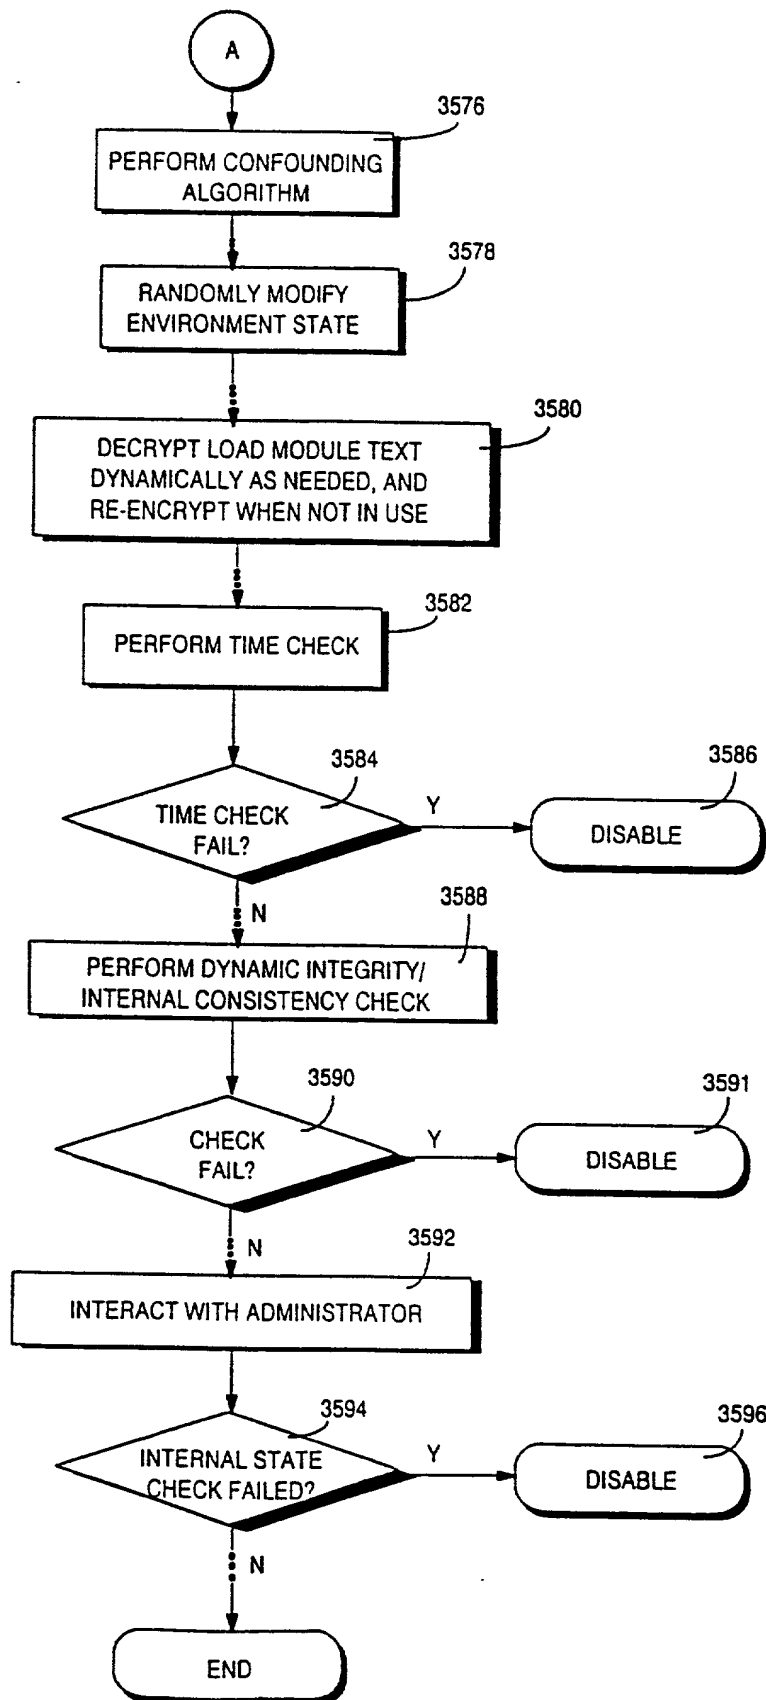 A
3576
PERFORM CONFOUNDING
ALGORITHM
3578
RANDOMLY MODIFY
ENVIRONMENT STATE
3580
DECRYPT LOAD MODULE TEXT
DYNAMICALLY AS NEEDED, AND
RE-ENCRYPT WHEN NOT IN USE
3582
PERFORM TIME CHECK
3584
TIME CHECK
FAIL?
Y
3586
DISABLE
N
3588
PERFORM DYNAMIC INTEGRITY/
INTERNAL CONSISTENCY CHECK
3590
CHECK
FAIL?
Y
3591
DISABLE
N
3592
INTERACT WITH ADMINISTRATOR
3594
INTERNAL STATE
CHECK FAILED?
Y
3596
DISABLE
N
END